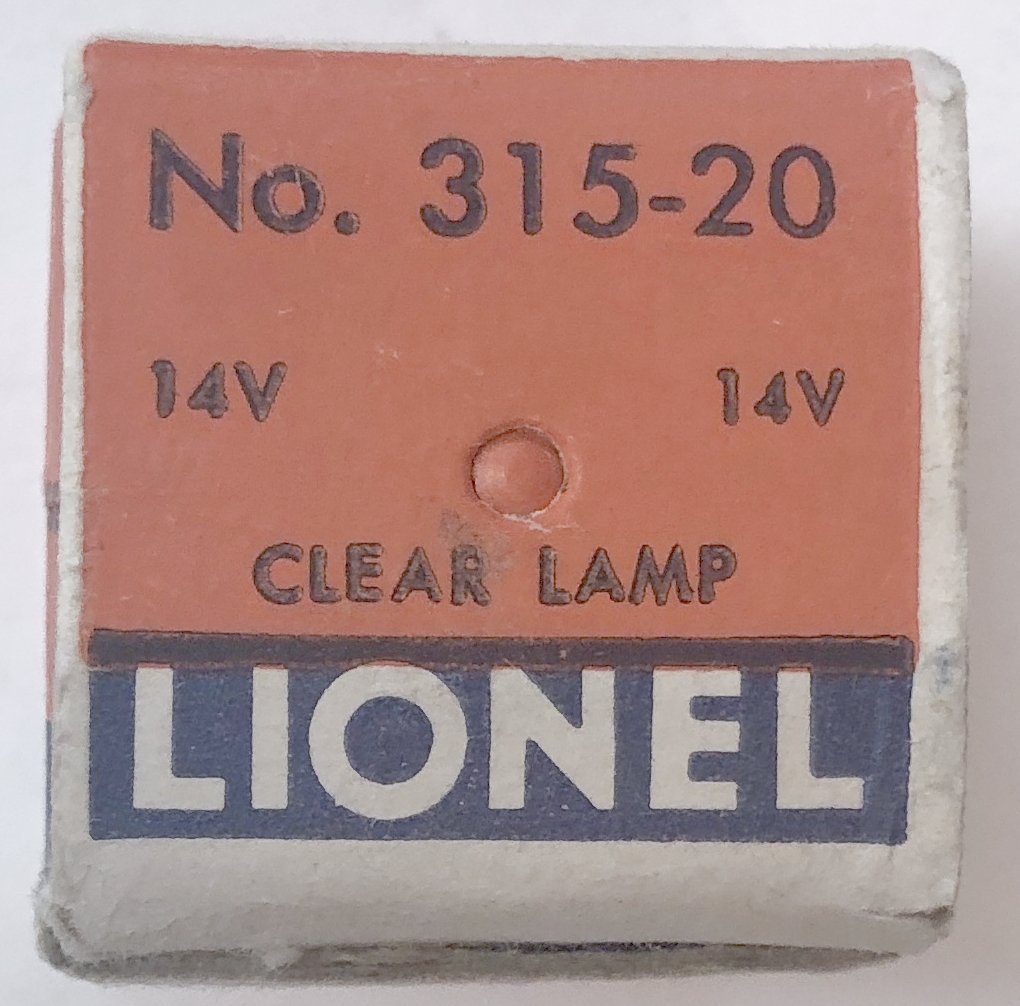 No. 315-20
14V 14V
CLEAR LAMP
LIONEL